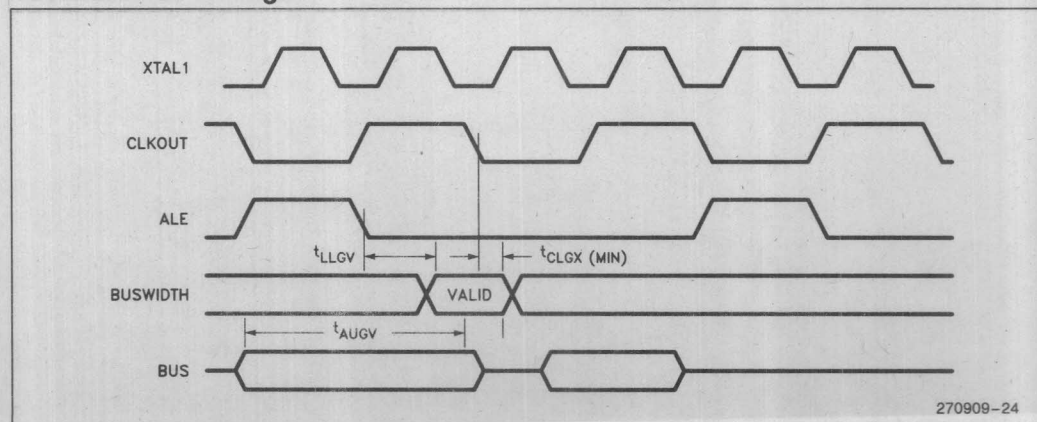 XTAL1
CLKOUT
ALE
tLLGV
tCLGX (MIN)
BUSWIDTH
VALID
tAUGV
BUS
270909-24